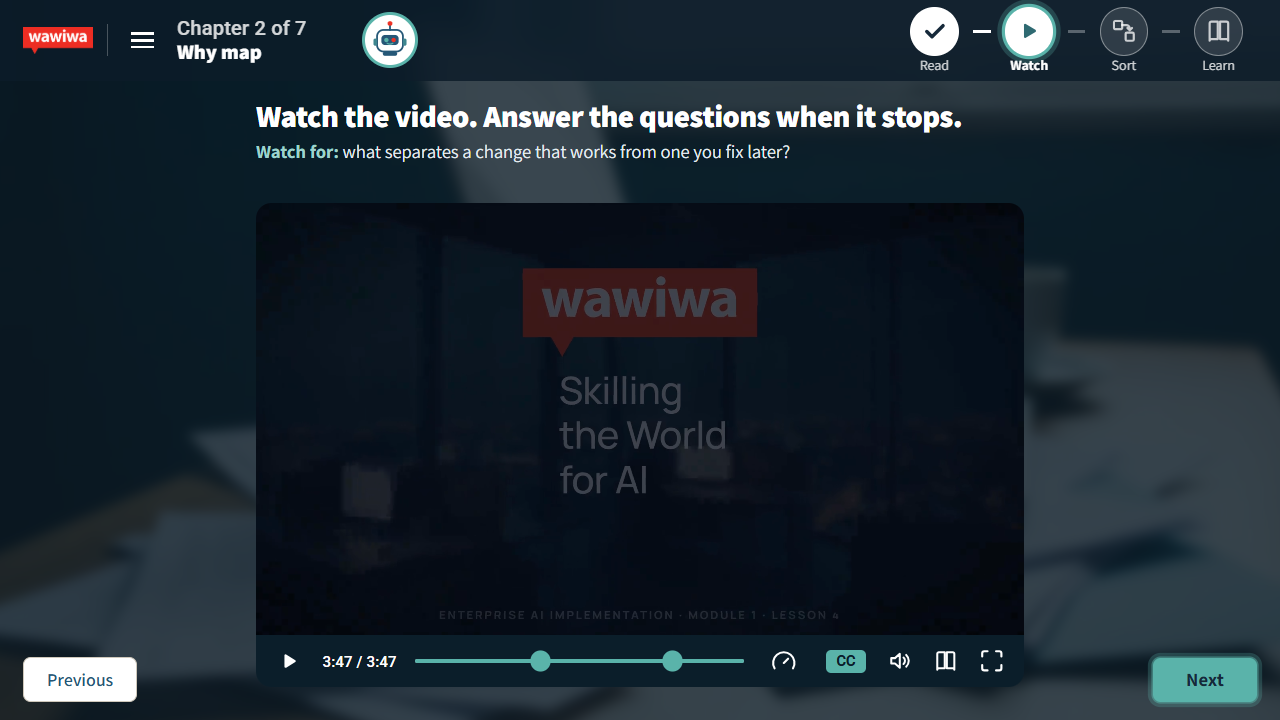 wawiwa
Chapter 2 of 7
Why map
Read
Watch
Sort
Learn
Watch the video. Answer the questions when it stops.
Watch for: what separates a change that works from one you fix later?
wawiwa
Skilling
the World
for AI
ENTERPRISE AI IMPLEMENTATION · MODULE 1 · LESSON 4
3:47 / 3:47
CC
Previous
Next